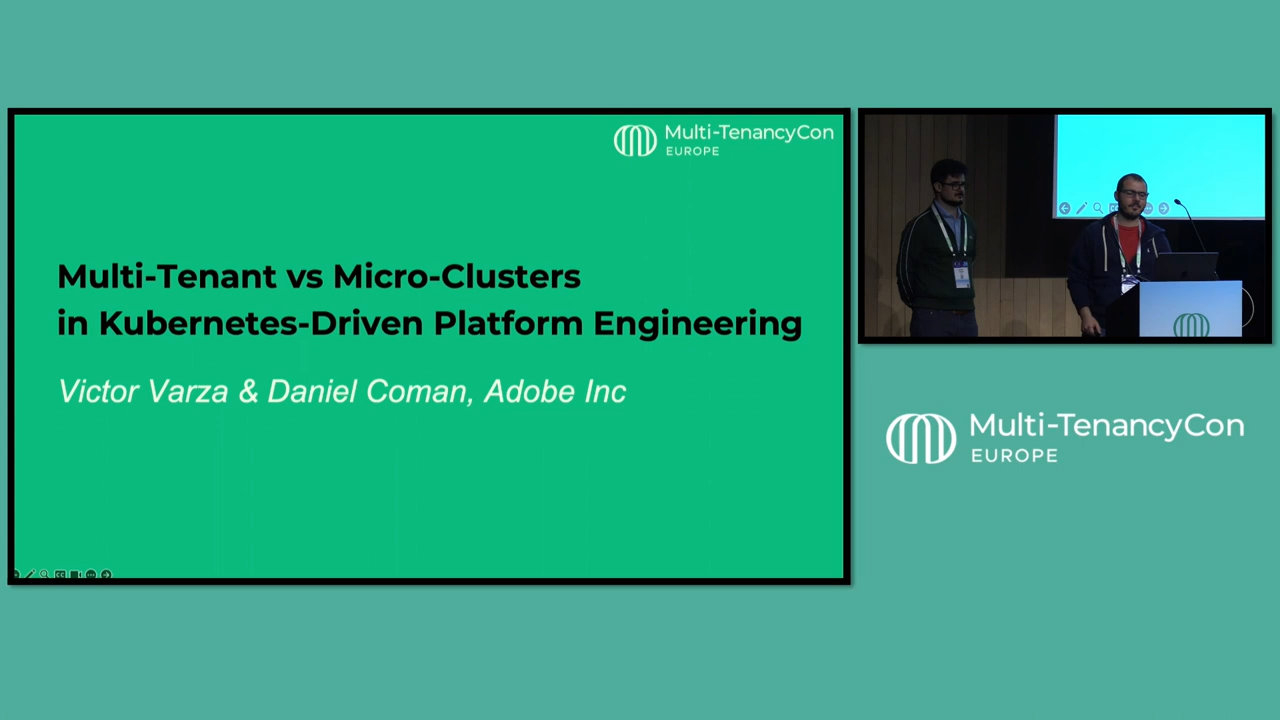 Multi-TenancyCon
EUROPE
Multi-Tenant vs Micro-Clusters
in Kubernetes-Driven Platform Engineering
Victor Varza & Daniel Coman, Adobe Inc
Multi-TenancyCon
EUROPE